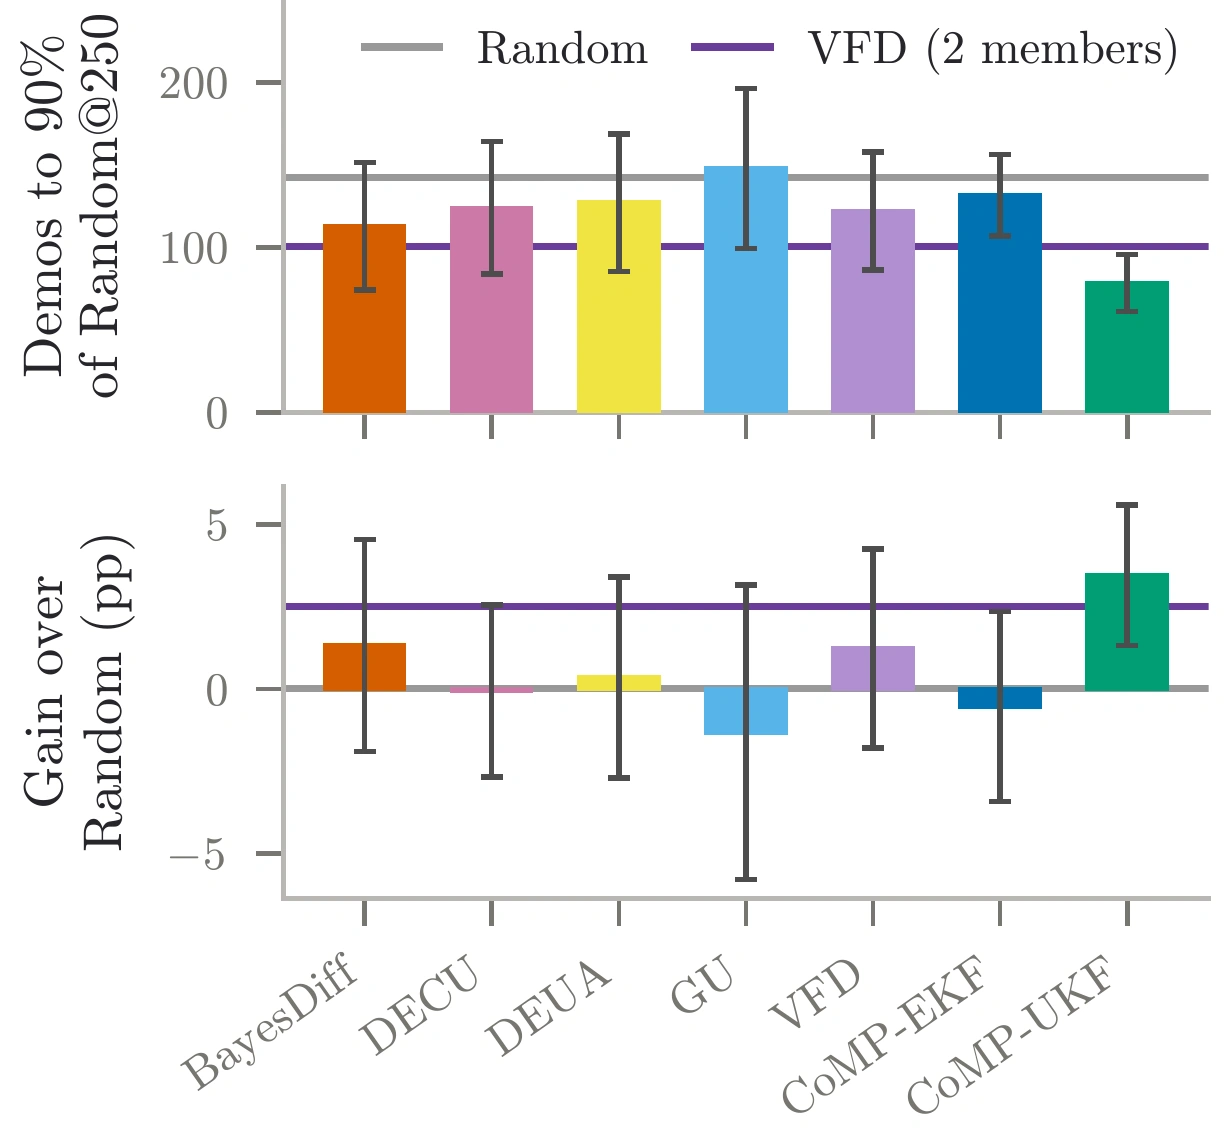 Demos to 90%
of Random@250
Random
VFD (2 members)
200
100
0
Gain over
Random (pp)
5
0
−5
BayesDiff
DECU
DEUA
GU
VFD
CoMP-EKF
CoMP-UKF